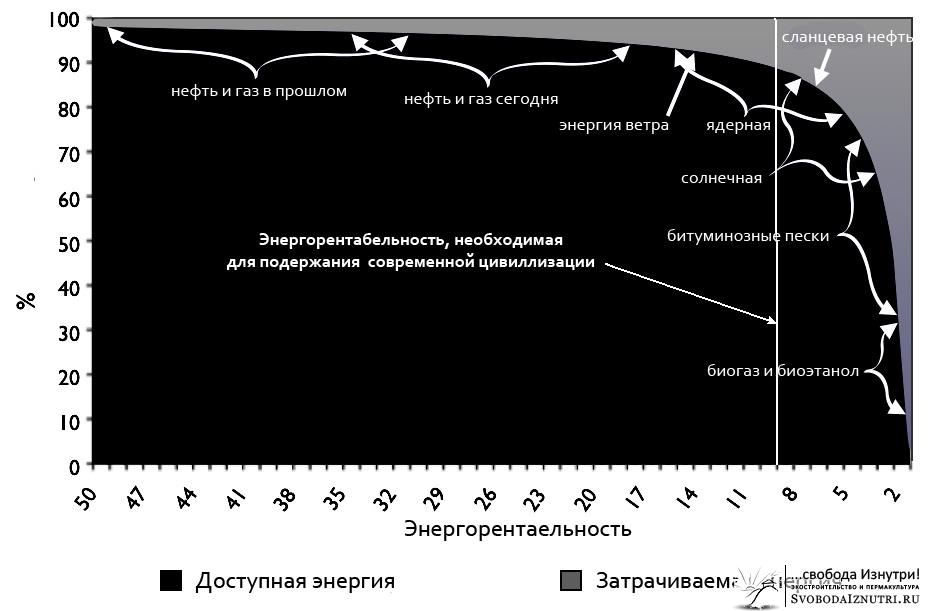 100
90
80
70
60
50
40
30
20
10
0
%
сланцевая нефть
нефть и газ в прошлом
нефть и газ сегодня
энергия ветра
ядерная
солнечная
битуминозные пески
Энергорентабельность, необходимая
для подержания современной цивиллизации
биогаз и биоэтанол
50 47 44 41 38 35 32 29 26 23 20 17 14 11 8 5 2
Энергорентаельность
Доступная энергия
Затрачиваема
...свобода Изнутри!
экостроительство и пермакультура
SvobodaIznutri.ru